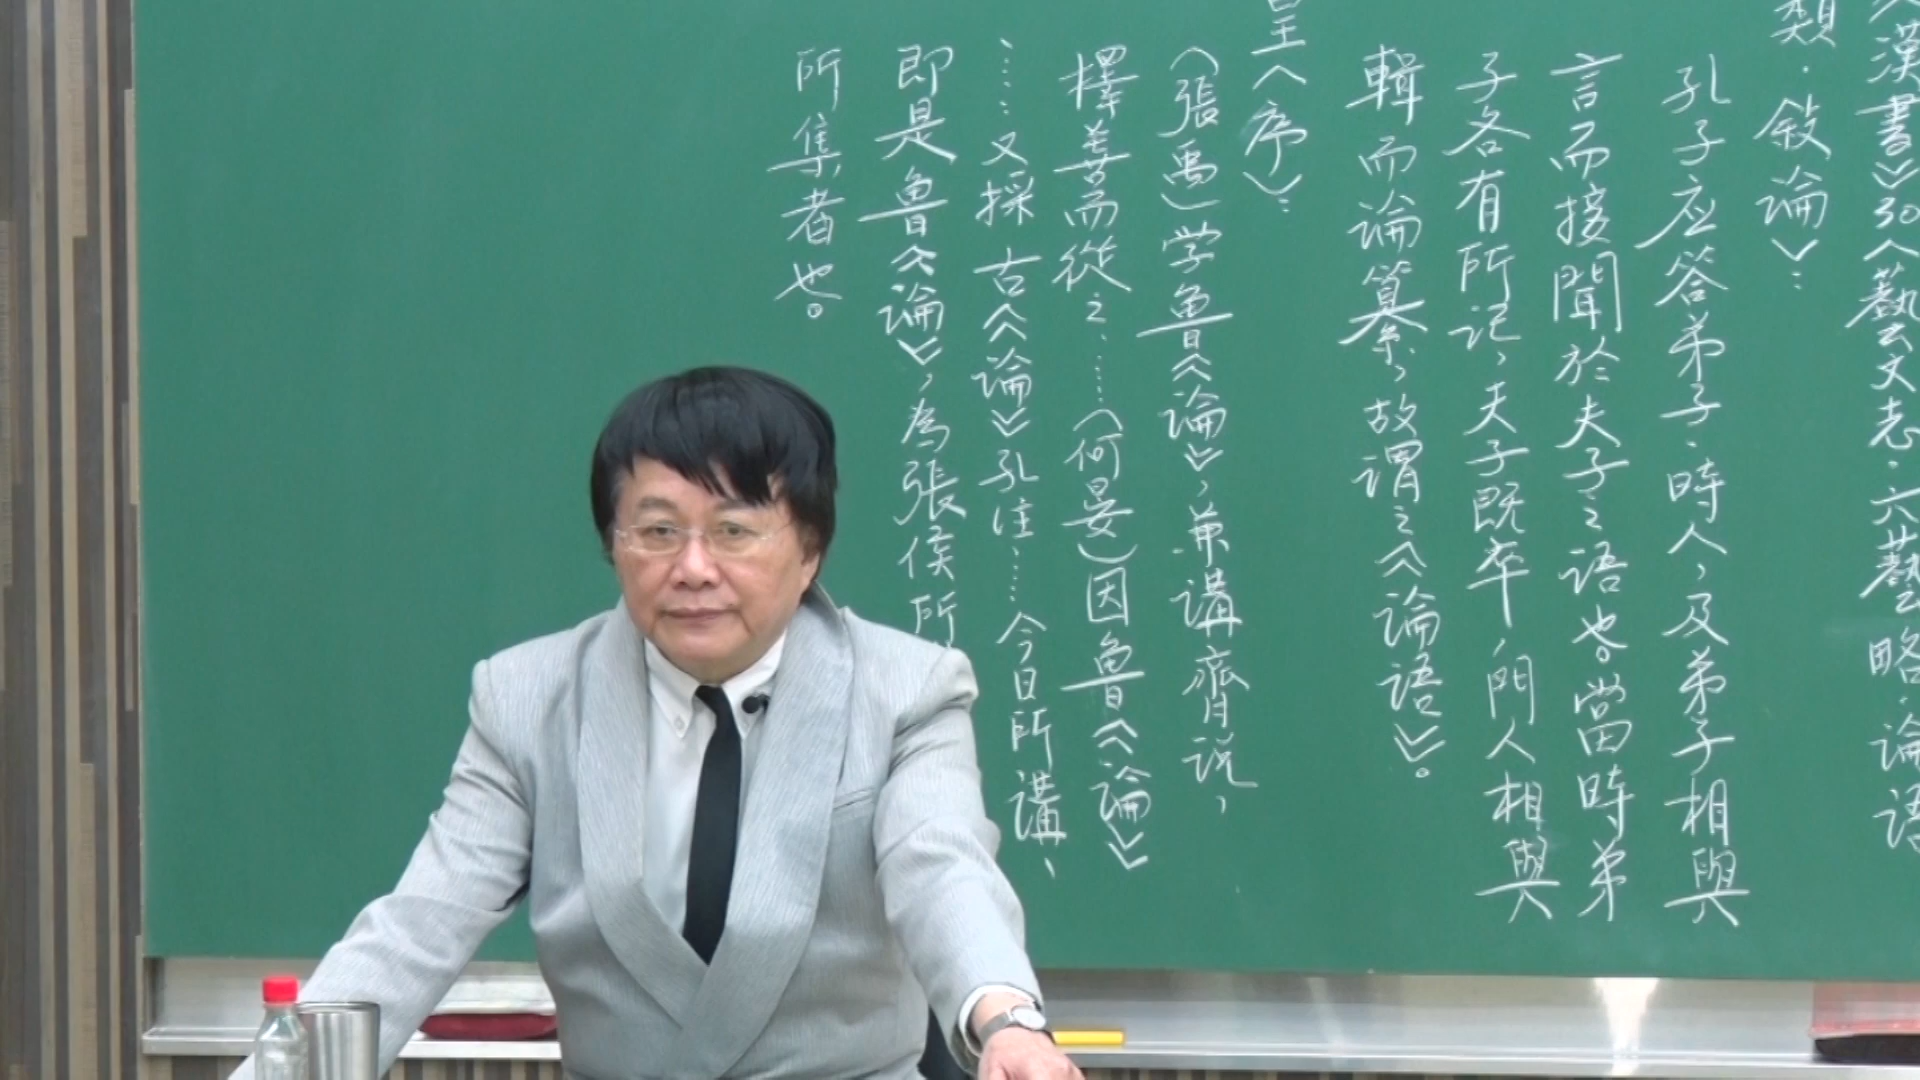 《漢書》30〈藝文志·六藝略·論語
類·敘論〉：
孔子应答弟子·時人，及弟子相與
言而接聞於夫子之語也。當時弟
子各有所記，夫子既卒，門人相與
輯而論篹，故謂之《論語》。
〈序〉：
（張禹）学魯《論》，兼講齊说，
擇善而從之……（何晏）因魯《論》
……又採古《論》孔注……今日所講，
即是魯《論》，為張侯所
所集者也。